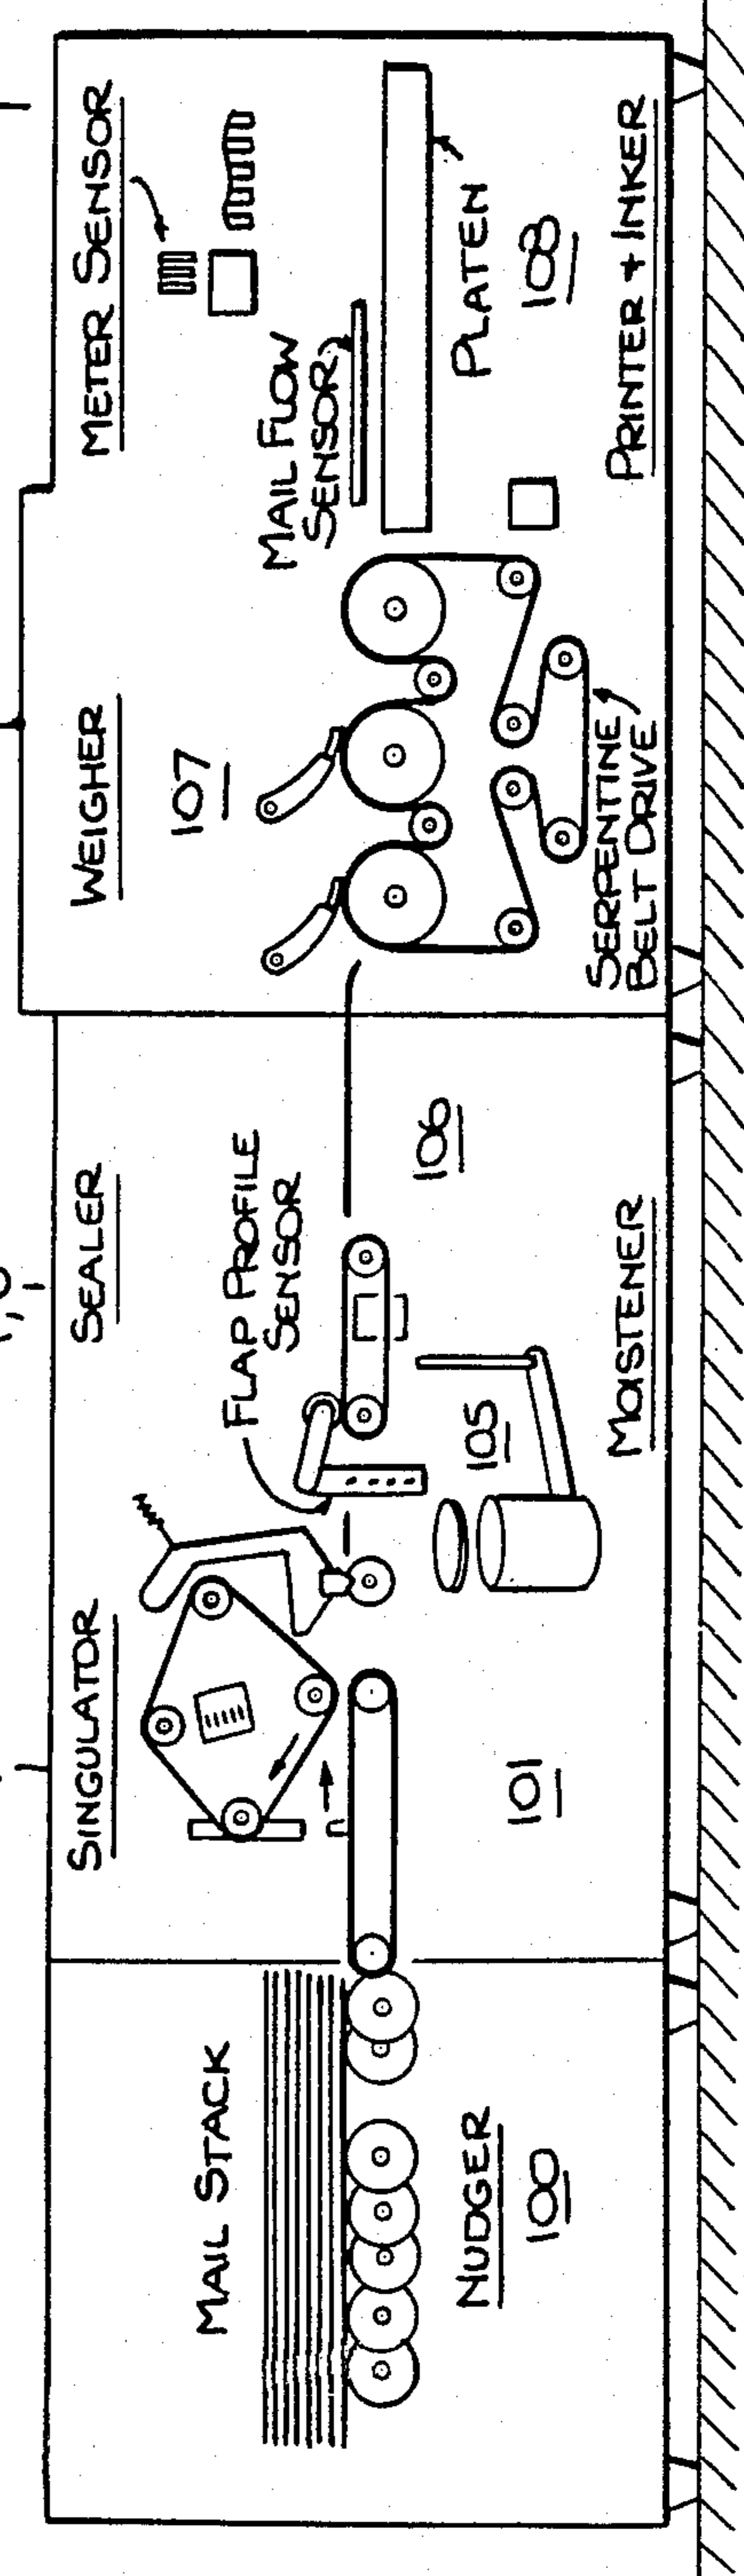 MAIL STACK
NUDGER
100
SINGULATOR
101
SEALER
FLAP PROFILE
SENSOR
105
106
MOISTENER
WEIGHER
107
SERPENTINE
BELT DRIVE
METER SENSOR
MAIL FLOW
SENSOR
PLATEN
108
PRINTER + INKER